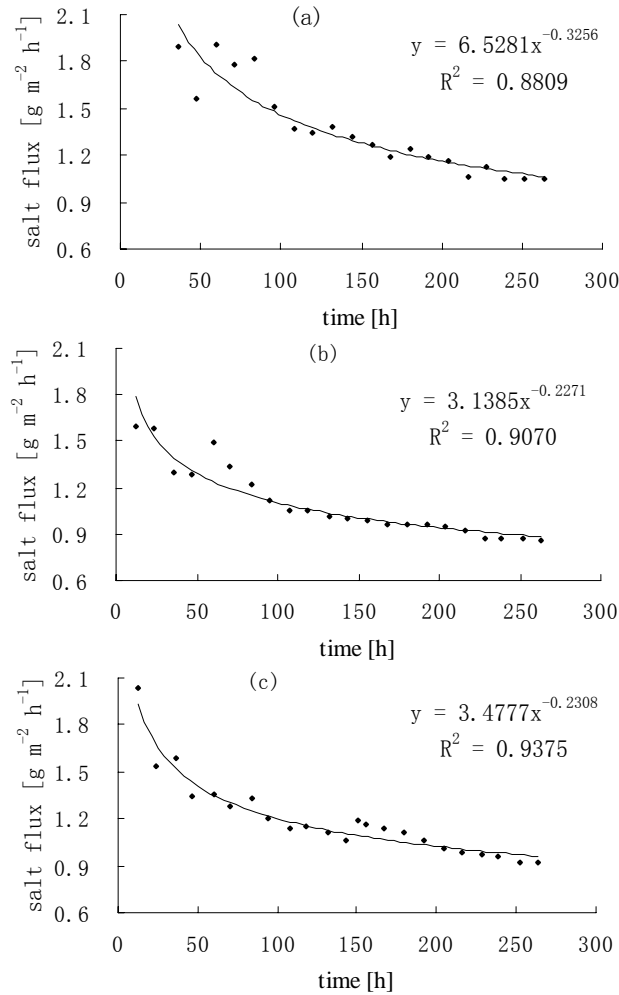 (a)
y = 6.5281x^-0.3256
R² = 0.8809
salt flux [g m⁻² h⁻¹]
2.1
1.8
1.5
1.2
0.9
0.6
0 50 100 150 200 250 300
time [h]
(b)
y = 3.1385x^-0.2271
R² = 0.9070
salt flux [g m⁻² h⁻¹]
2.1
1.8
1.5
1.2
0.9
0.6
0 50 100 150 200 250 300
time [h]
(c)
y = 3.4777x^-0.2308
R² = 0.9375
salt flux [g m⁻² h⁻¹]
2.1
1.8
1.5
1.2
0.9
0.6
0 50 100 150 200 250 300
time [h]